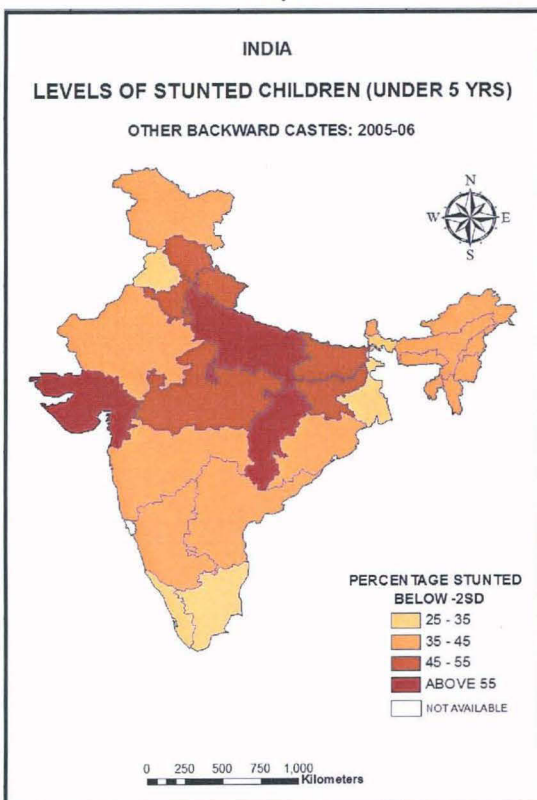 INDIA
LEVELS OF STUNTED CHILDREN (UNDER 5 YRS)
OTHER BACKWARD CASTES: 2005-06
N
W E
S
PERCENTAGE STUNTED
BELOW -2SD
25 - 35
35 - 45
45 - 55
ABOVE 55
NOT AVAILABLE
0 250 500 750 1,000
Kilometers